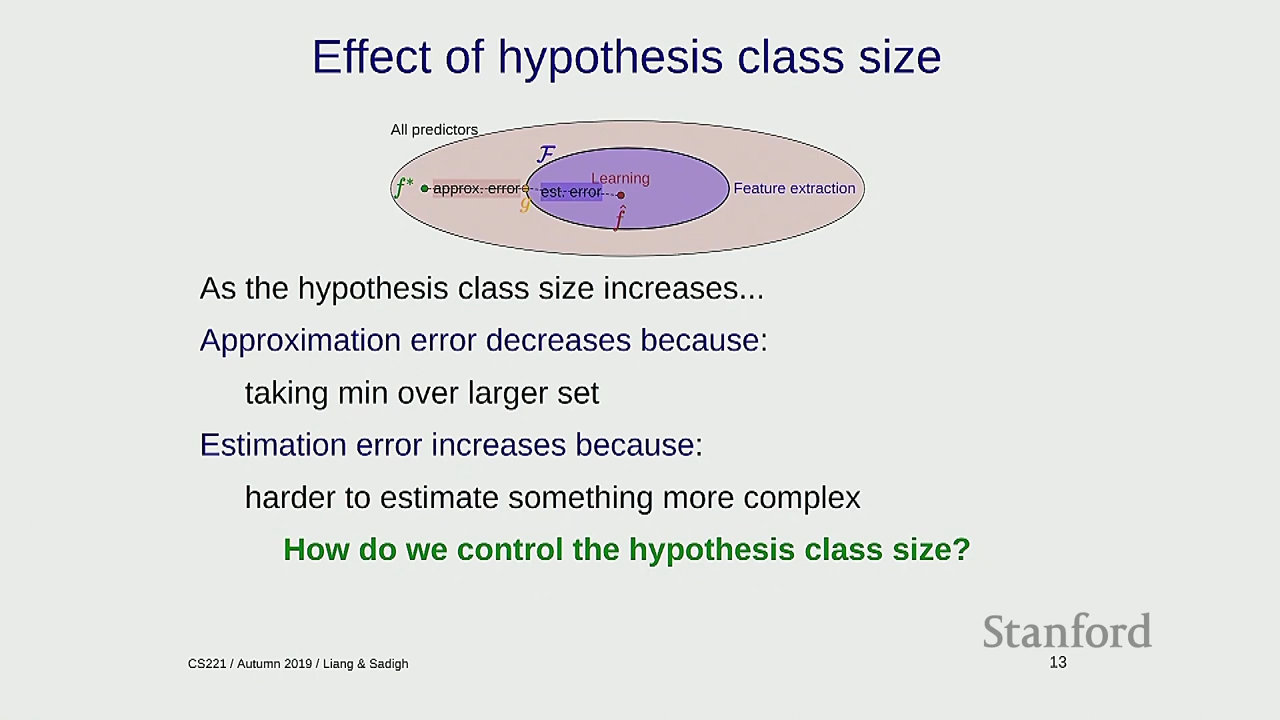 Effect of hypothesis class size
All predictors
F
Learning
f* approx. error est. error Feature extraction
g
f̂
As the hypothesis class size increases...
Approximation error decreases because:
taking min over larger set
Estimation error increases because:
harder to estimate something more complex
How do we control the hypothesis class size?
Stanford
CS221 / Autumn 2019 / Liang & Sadigh
13